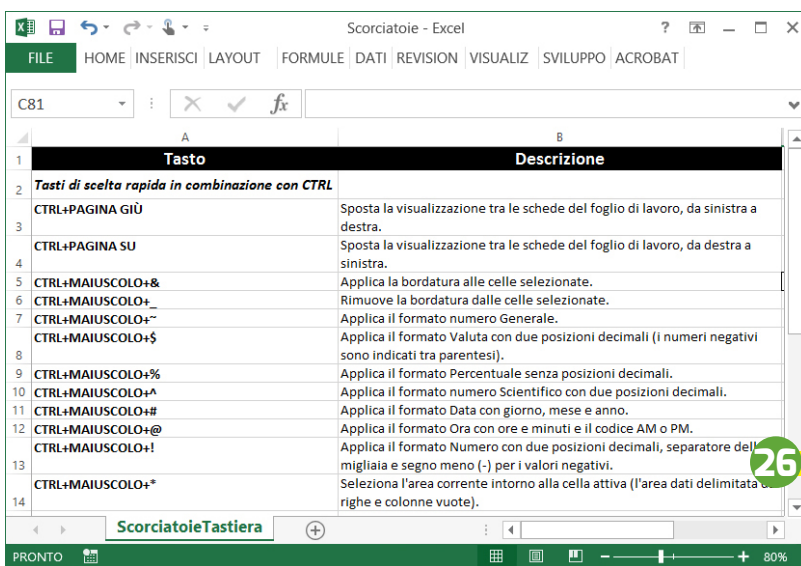 Scorciatoie - Excel
?
FILE HOME INSERISCI LAYOUT FORMULE DATI REVISION VISUALIZ SVILUPPO ACROBAT
C81
fx
A B
1 Tasto Descrizione
2 Tasti di scelta rapida in combinazione con CTRL
CTRL+PAGINA GIÙ Sposta la visualizzazione tra le schede del foglio di lavoro, da sinistra a
3 destra.
CTRL+PAGINA SU Sposta la visualizzazione tra le schede del foglio di lavoro, da destra a
4 sinistra.
5 CTRL+MAIUSCOLO+& Applica la bordatura alle celle selezionate.
6 CTRL+MAIUSCOLO+_ Rimuove la bordatura dalle celle selezionate.
7 CTRL+MAIUSCOLO+~ Applica il formato numero Generale.
CTRL+MAIUSCOLO+$ Applica il formato Valuta con due posizioni decimali (i numeri negativi
8 sono indicati tra parentesi).
9 CTRL+MAIUSCOLO+% Applica il formato Percentuale senza posizioni decimali.
10 CTRL+MAIUSCOLO+^ Applica il formato numero Scientifico con due posizioni decimali.
11 CTRL+MAIUSCOLO+# Applica il formato Data con giorno, mese e anno.
12 CTRL+MAIUSCOLO+@ Applica il formato Ora con ore e minuti e il codice AM o PM.
CTRL+MAIUSCOLO+! Applica il formato Numero con due posizioni decimali, separatore
13 migliaia e segno meno (-) per i valori negativi.
26
CTRL+MAIUSCOLO+* Seleziona l'area corrente intorno alla cella attiva (l'area dati delimitata
14 righe e colonne vuote).
ScorciatoieTastiera
PRONTO 80%